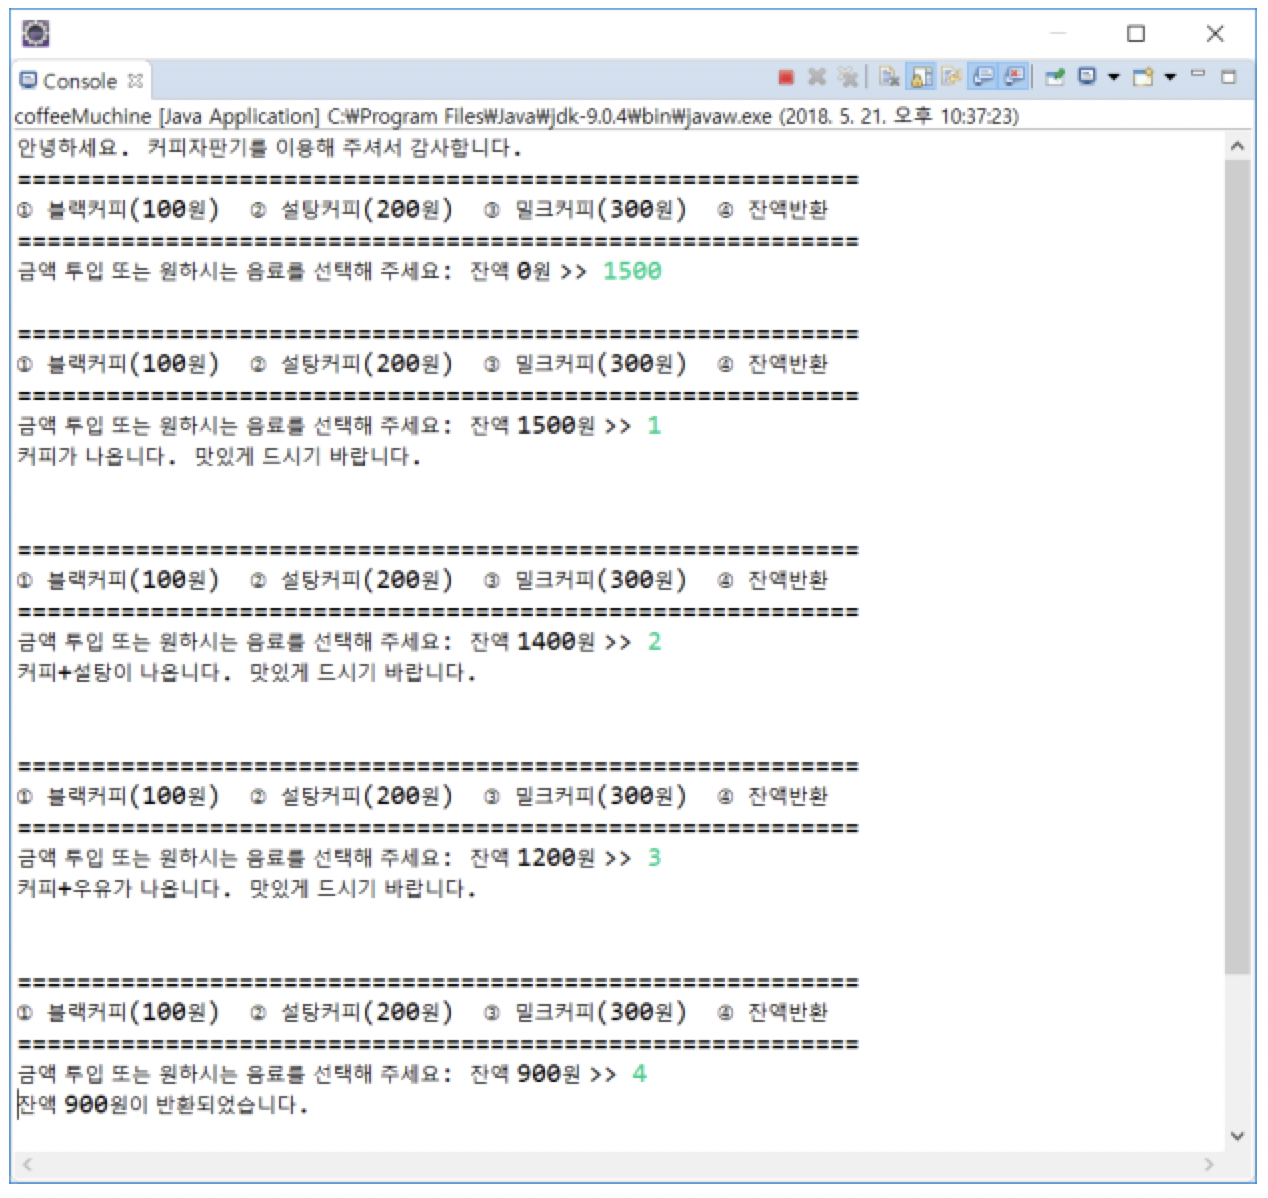 Console
coffeeMuchine [Java Application] C:₩Program Files₩Java₩jdk-9.0.4₩bin₩javaw.exe (2018. 5. 21. 오후 10:37:23)
안녕하세요. 커피자판기를 이용해 주셔서 감사합니다.
=========================================================
① 블랙커피(100원) ② 설탕커피(200원) ③ 밀크커피(300원) ④ 잔액반환
=========================================================
금액 투입 또는 원하시는 음료를 선택해 주세요: 잔액 0원 >> 1500
=========================================================
① 블랙커피(100원) ② 설탕커피(200원) ③ 밀크커피(300원) ④ 잔액반환
=========================================================
금액 투입 또는 원하시는 음료를 선택해 주세요: 잔액 1500원 >> 1
커피가 나옵니다. 맛있게 드시기 바랍니다.
=========================================================
① 블랙커피(100원) ② 설탕커피(200원) ③ 밀크커피(300원) ④ 잔액반환
=========================================================
금액 투입 또는 원하시는 음료를 선택해 주세요: 잔액 1400원 >> 2
커피+설탕이 나옵니다. 맛있게 드시기 바랍니다.
=========================================================
① 블랙커피(100원) ② 설탕커피(200원) ③ 밀크커피(300원) ④ 잔액반환
=========================================================
금액 투입 또는 원하시는 음료를 선택해 주세요: 잔액 1200원 >> 3
커피+우유가 나옵니다. 맛있게 드시기 바랍니다.
=========================================================
① 블랙커피(100원) ② 설탕커피(200원) ③ 밀크커피(300원) ④ 잔액반환
=========================================================
금액 투입 또는 원하시는 음료를 선택해 주세요: 잔액 900원 >> 4
잔액 900원이 반환되었습니다.